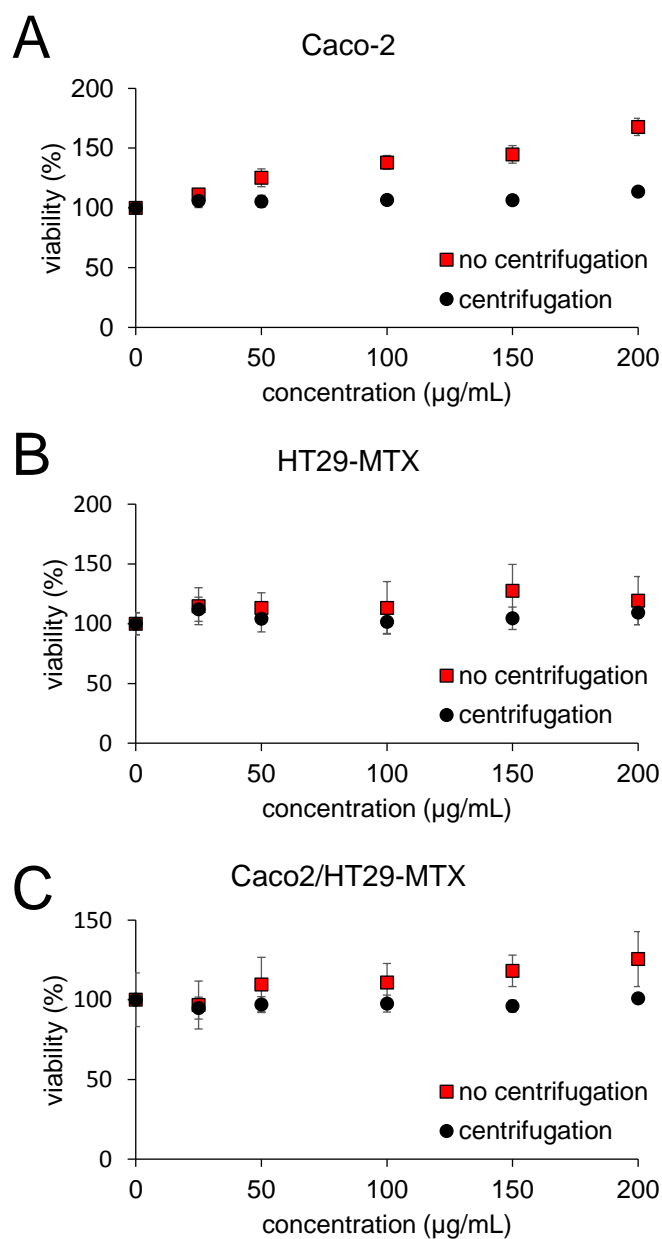 A
Caco-2
200
150
100
50
0
viability (%)
no centrifugation
centrifugation
0 50 100 150 200
concentration (µg/mL)
B
HT29-MTX
200
150
100
50
0
viability (%)
no centrifugation
centrifugation
0 50 100 150 200
concentration (µg/mL)
C
Caco2/HT29-MTX
150
100
50
0
viability (%)
no centrifugation
centrifugation
0 50 100 150 200
concentration (µg/mL)